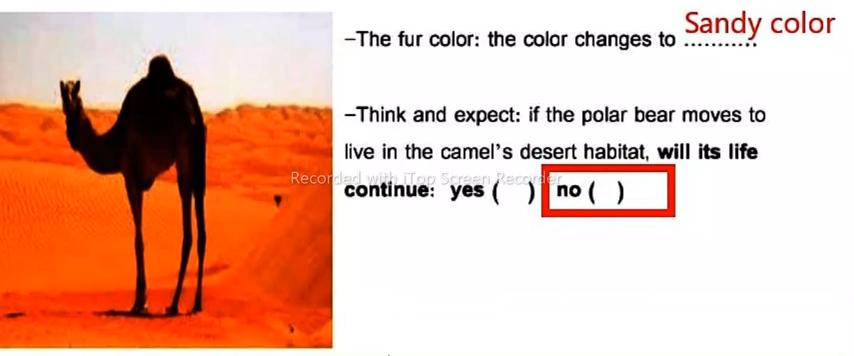 Sandy color
–The fur color: the color changes to ...........
–Think and expect: if the polar bear moves to
live in the camel's desert habitat, will its life
Recorded with iTop Screen Recorder
continue: yes ( ) no ( )